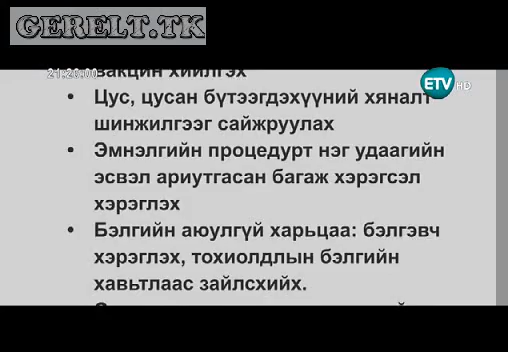 GERELT.TK
21:20:00
вакцин хийлгэх
ETV HD
• Цус, цусан бүтээгдэхүүний хяналт шинжилгээг сайжруулах
• Эмнэлгийн процедурт нэг удаагийн
эсвэл ариутгасан багаж хэрэгсэл
хэрэглэх
• Бэлгийн аюулгүй харьцаа: бэлгэвч
хэрэглэх, тохиолдлын бэлгийн
хавьтлаас зайлсхийх.